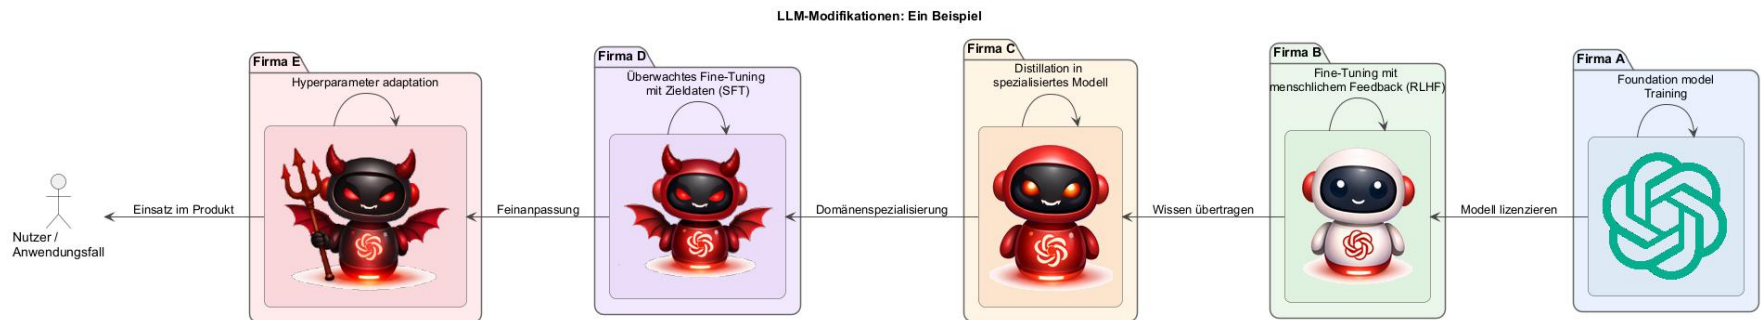 LLM-Modifikationen: Ein Beispiel
Firma E
Hyperparameter adaptation
Firma D
Überwachtes Fine-Tuning
mit Zieldaten (SFT)
Firma C
Distillation in
spezialisiertes Modell
Firma B
Fine-Tuning mit
menschlichem Feedback (RLHF)
Firma A
Foundation model
Training
Nutzer /
Anwendungsfall
Einsatz im Produkt
Feinanpassung
Domänenspezialisierung
Wissen übertragen
Modell lizenzieren